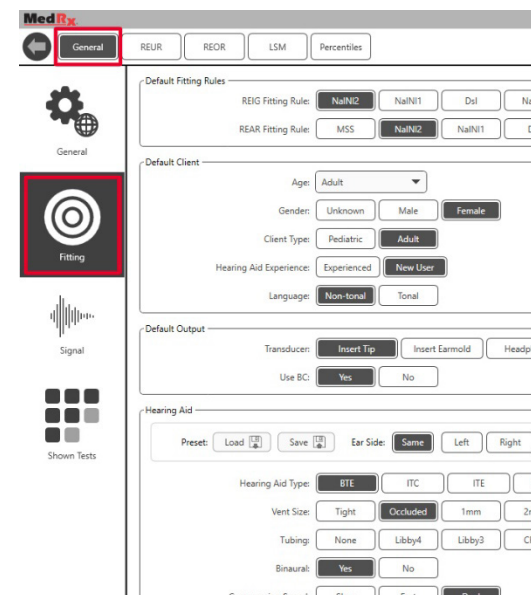 MedRx
General REUR REOR LSM Percentiles
General
Fitting
Signal
Shown Tests
Default Fitting Rules
REIG Fitting Rule: NalNl2 NalNl1 Dsl
REAR Fitting Rule: MSS NalNl2 NalNl1
Default Client
Age: Adult
Gender: Unknown Male Female
Client Type: Pediatric Adult
Hearing Aid Experience: Experienced New User
Language: Non-tonal Tonal
Default Output
Transducer: Insert Tip Insert Earmold Headp
Use BC: Yes No
Hearing Aid
Preset: Load Save Ear Side: Same Left Right
Hearing Aid Type: BTE ITC ITE
Vent Size: Tight Occluded 1mm
Tubing: None Libby4 Libby3
Binaural: Yes No